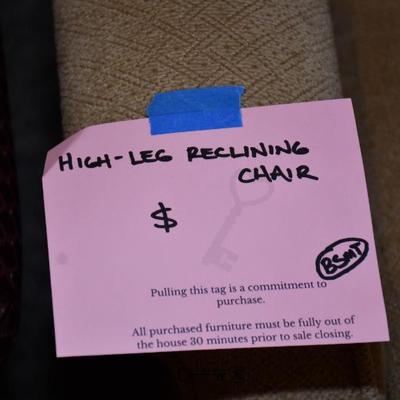 HIGH-LEG RECLINING
CHAIR
$
BSMT
Pulling this tag is a commitment to
purchase.
All purchased furniture must be fully out of
the house 30 minutes prior to sale closing.